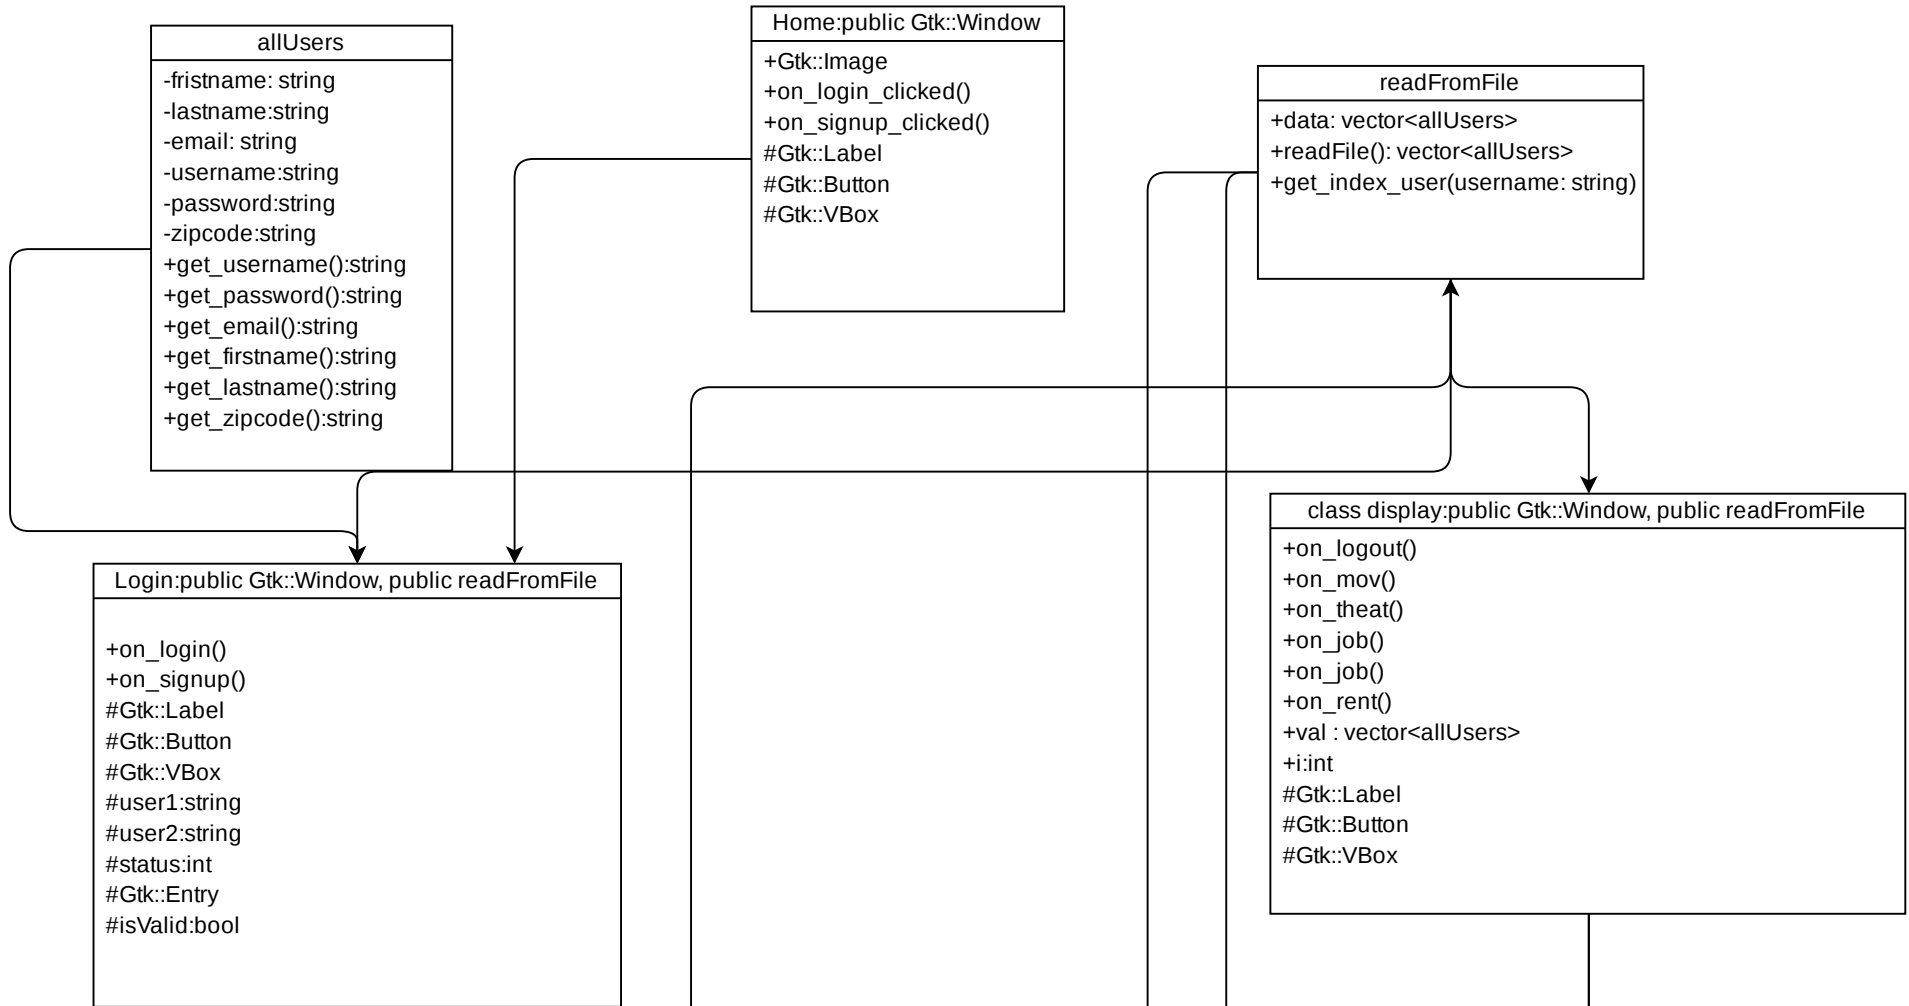 allUsers
-fristname: string
-lastname:string
-email: string
-username:string
-password:string
-zipcode:string
+get_username():string
+get_password():string
+get_email():string
+get_firstname():string
+get_lastname():string
+get_zipcode():string
Home:public Gtk::Window
+Gtk::Image
+on_login_clicked()
+on_signup_clicked()
#Gtk::Label
#Gtk::Button
#Gtk::VBox
readFromFile
+data: vector<allUsers>
+readFile(): vector<allUsers>
+get_index_user(username: string)
Login:public Gtk::Window, public readFromFile
+on_login()
+on_signup()
#Gtk::Label
#Gtk::Button
#Gtk::VBox
#user1:string
#user2:string
#status:int
#Gtk::Entry
#isValid:bool
class display:public Gtk::Window, public readFromFile
+on_logout()
+on_mov()
+on_theat()
+on_job()
+on_job()
+on_rent()
+val : vector<allUsers>
+i:int
#Gtk::Label
#Gtk::Button
#Gtk::VBox